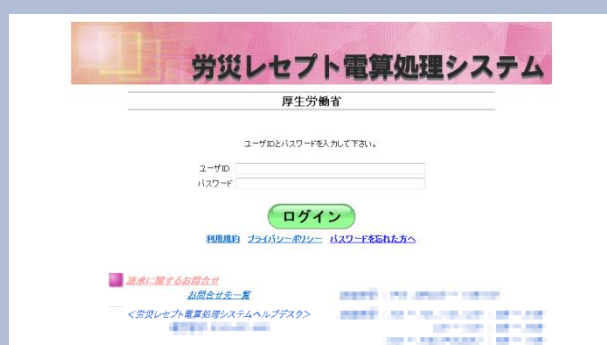 労災レセプト電算処理システム
厚生労働省
ユーザIDとパスワードを入力して下さい。
ユーザID
パスワード
ログイン
利用規約 プライバシーポリシー パスワードを忘れた方へ
請求に関するお問合せ
お問合せ先一覧
＜労災レセプト電算処理システムヘルプデスク＞